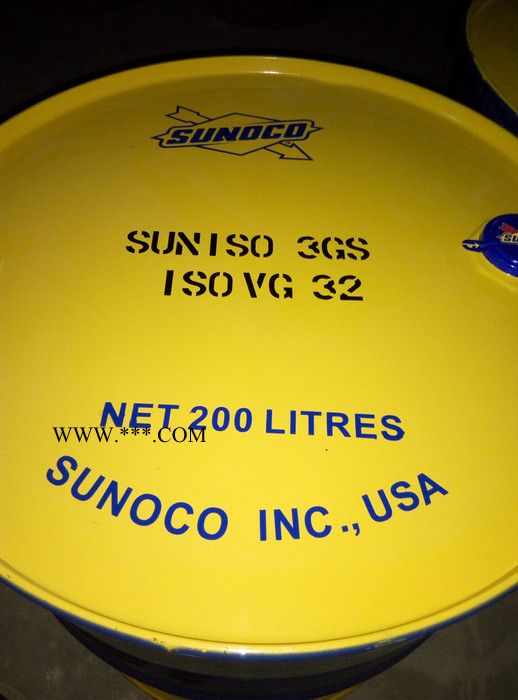 SUNOCO
SUNISO 3GS
ISO VG 32
NET 200 LITRES
WWW.***.COM
SUNOCO INC., USA